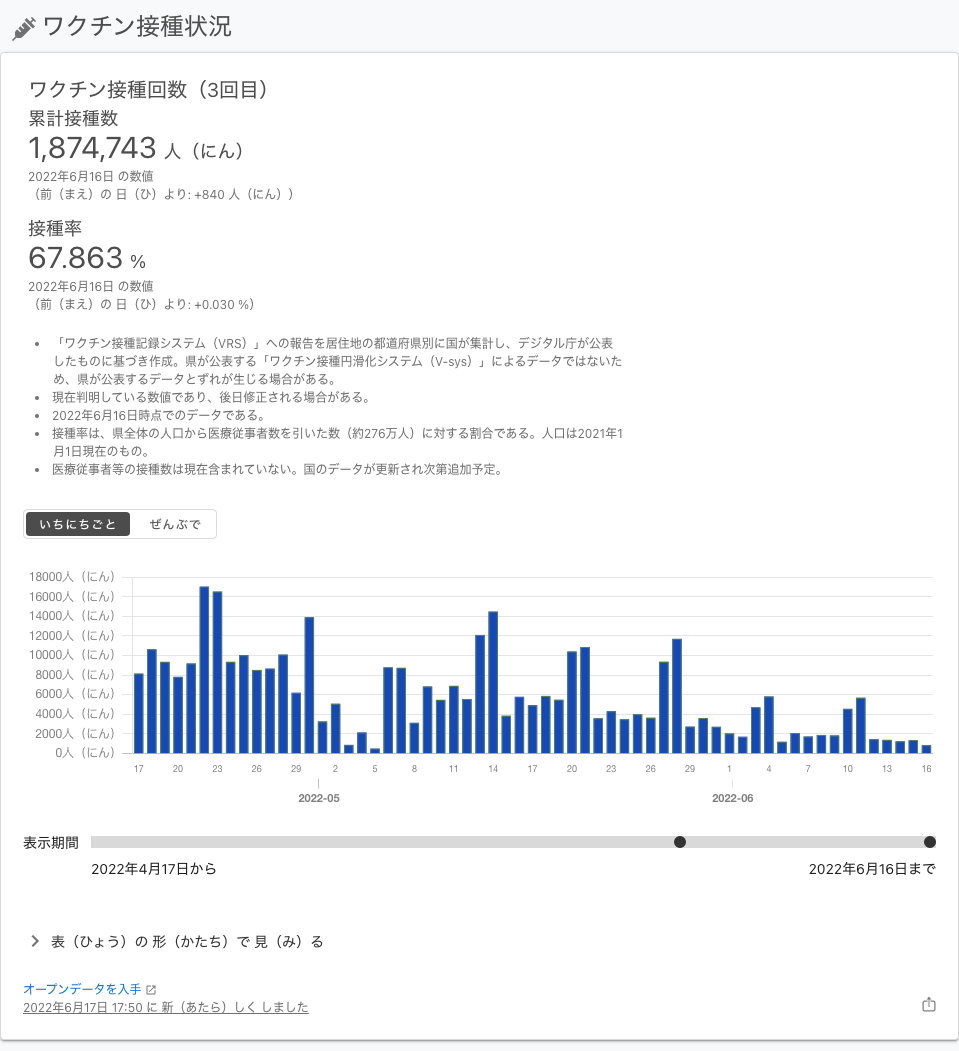 ワクチン接種状況
ワクチン接種回数（3回目）
累計接種数
1,874,743 人（にん）
2022年6月16日 の数値
（前（まえ）の 日（ひ）より: +840 人（にん））
接種率
67.863 %
2022年6月16日 の数値
（前（まえ）の 日（ひ）より: +0.030 %）
• 「ワクチン接種記録システム（VRS）」への報告を居住地の都道府県別に国が集計し、デジタル庁が公表
したものに基づき作成。県が公表する「ワクチン接種円滑化システム（V-sys）」によるデータではないた
め、県が公表するデータとずれが生じる場合がある。
• 現在判明している数値であり、後日修正される場合がある。
• 2022年6月16日時点でのデータである。
• 接種率は、県全体の人口から医療従事者数を引いた数（約276万人）に対する割合である。人口は2021年1
月1日現在のもの。
• 医療従事者等の接種数は現在含まれていない。国のデータが更新され次第追加予定。
いちにちごと ぜんぶで
18000人（にん）
16000人（にん）
14000人（にん）
12000人（にん）
10000人（にん）
8000人（にん）
6000人（にん）
4000人（にん）
2000人（にん）
0人（にん）
17 20 23 26 29 2 5 8 11 14 17 20 23 26 29 1 4 7 10 13 16
2022-05 2022-06
表示期間
2022年4月17日から 2022年6月16日まで
表（ひょう）の 形（かたち）で 見（み）る
オープンデータを入手
2022年6月17日 17:50 に 新（あたら）しく しました